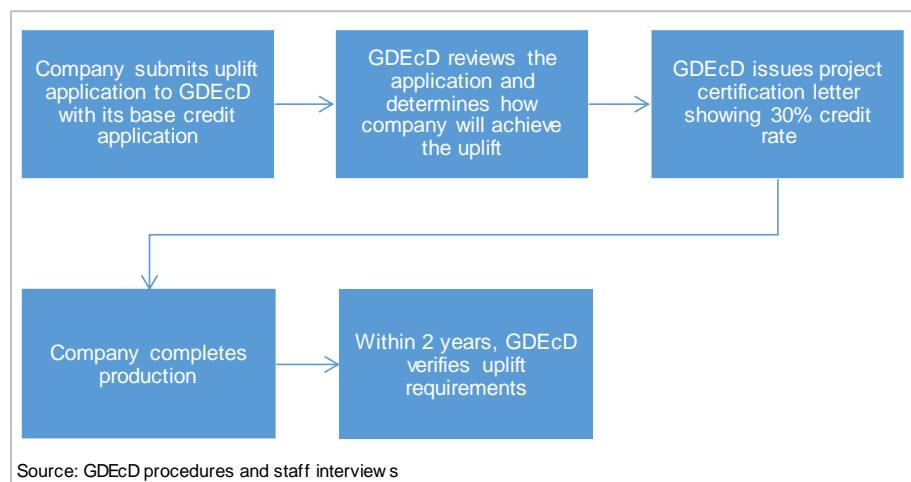 Company submits uplift
application to GDEcD
with its base credit
application
GDEcD reviews the
application and
determines how
company will achieve
the uplift
GDEcD issues project
certification letter
showing 30% credit
rate
Company completes
production
Within 2 years, GDEcD
verifies uplift
requirements
Source: GDEcD procedures and staff interviews